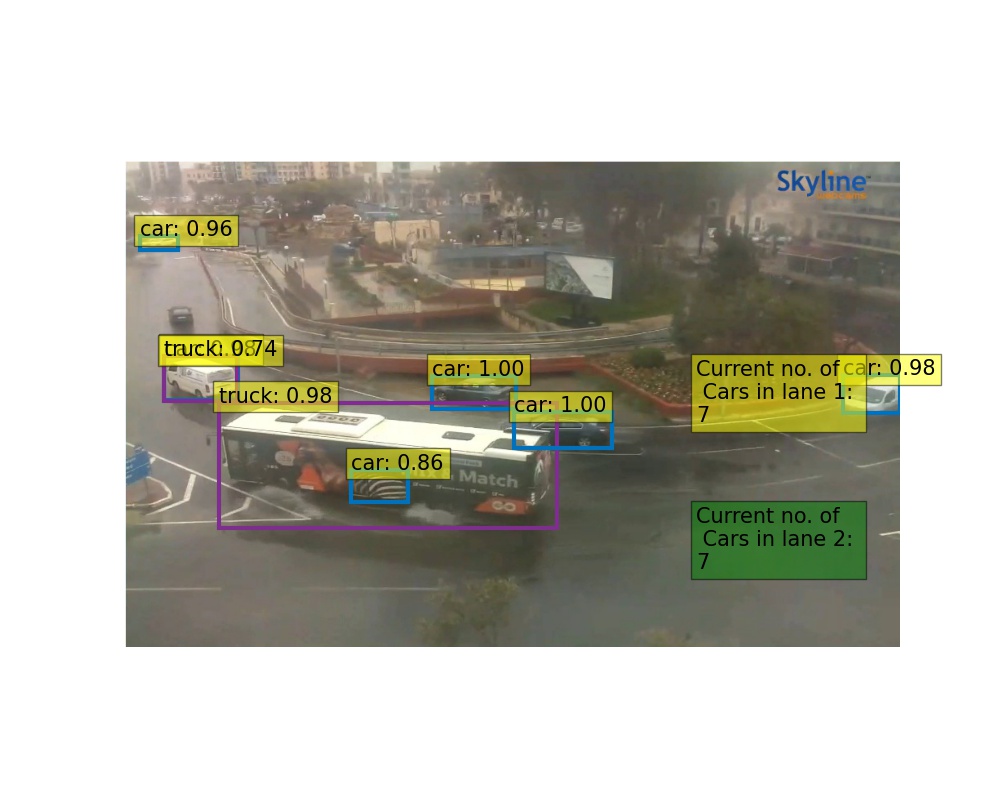 Skyline
car: 0.96
truck: 0.74
car: 1.00
Current no. of
Cars in lane 1:
7
car: 0.98
truck: 0.98
car: 1.00
car: 0.86
Match
GO
Current no. of
Cars in lane 2:
7